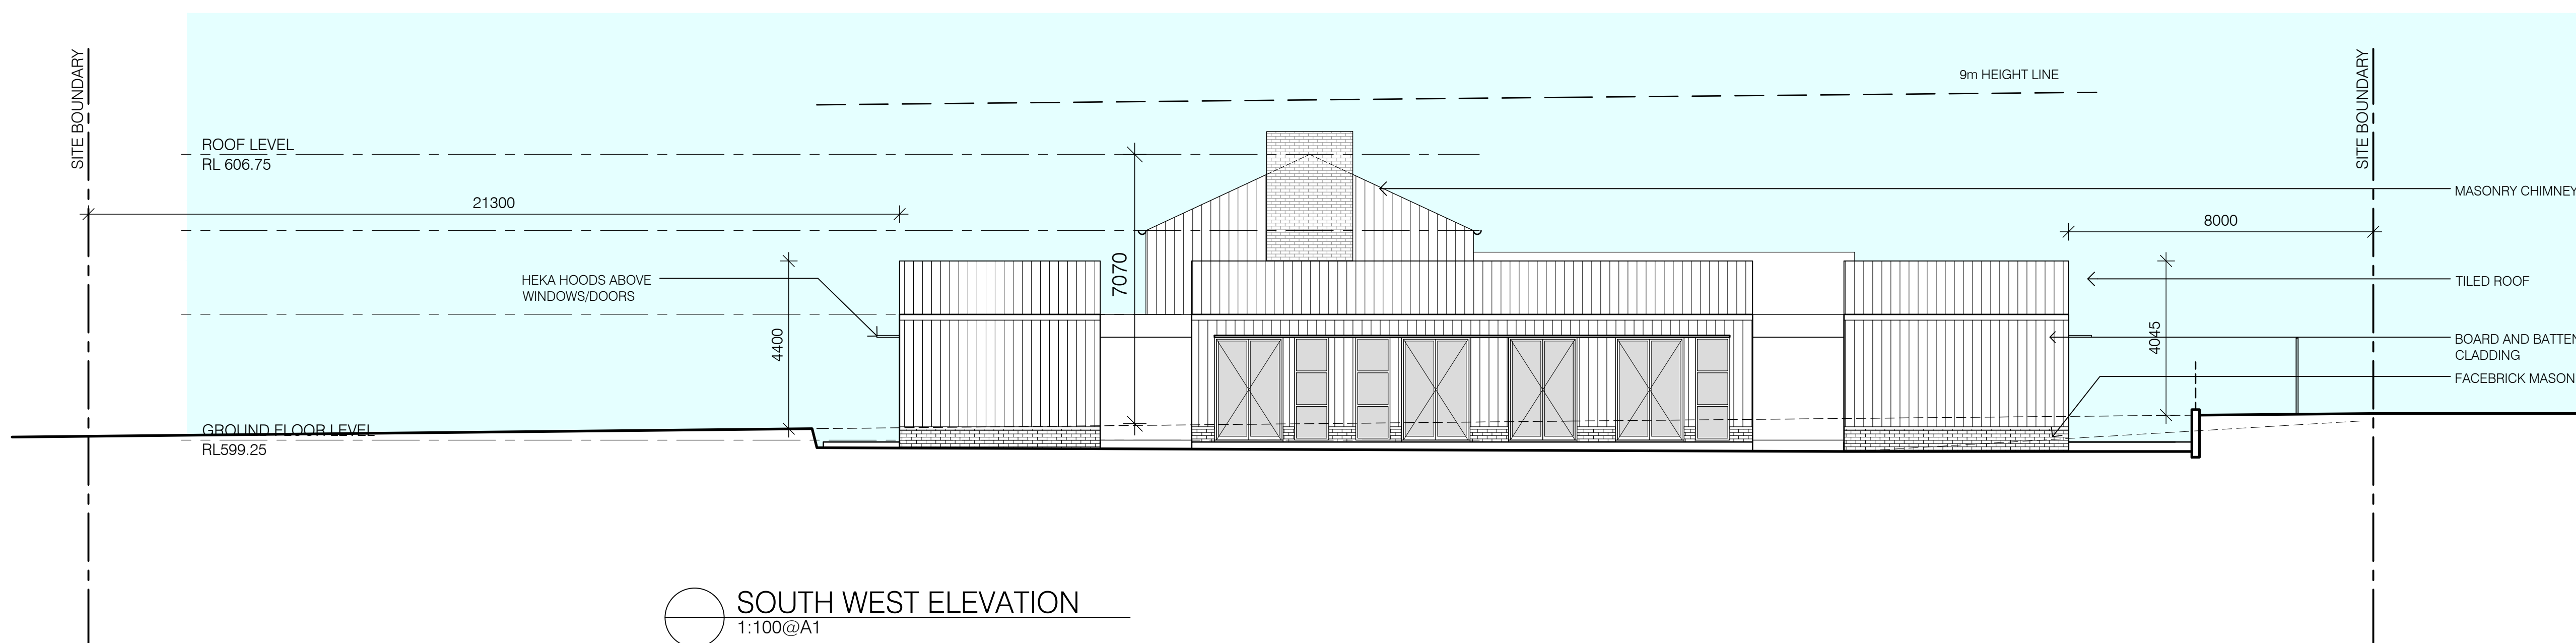 SITE BOUNDARY
SITE BOUNDARY
9m HEIGHT LINE
ROOF LEVEL
RL 606.75
MASONRY CHIMNEY
21300
8000
7070
HEKA HOODS ABOVE
WINDOWS/DOORS
TILED ROOF
4400
4045
BOARD AND BATTEN
CLADDING
FACEBRICK MASON
GROUND FLOOR LEVEL
RL599.25
SOUTH WEST ELEVATION
1:100@A1